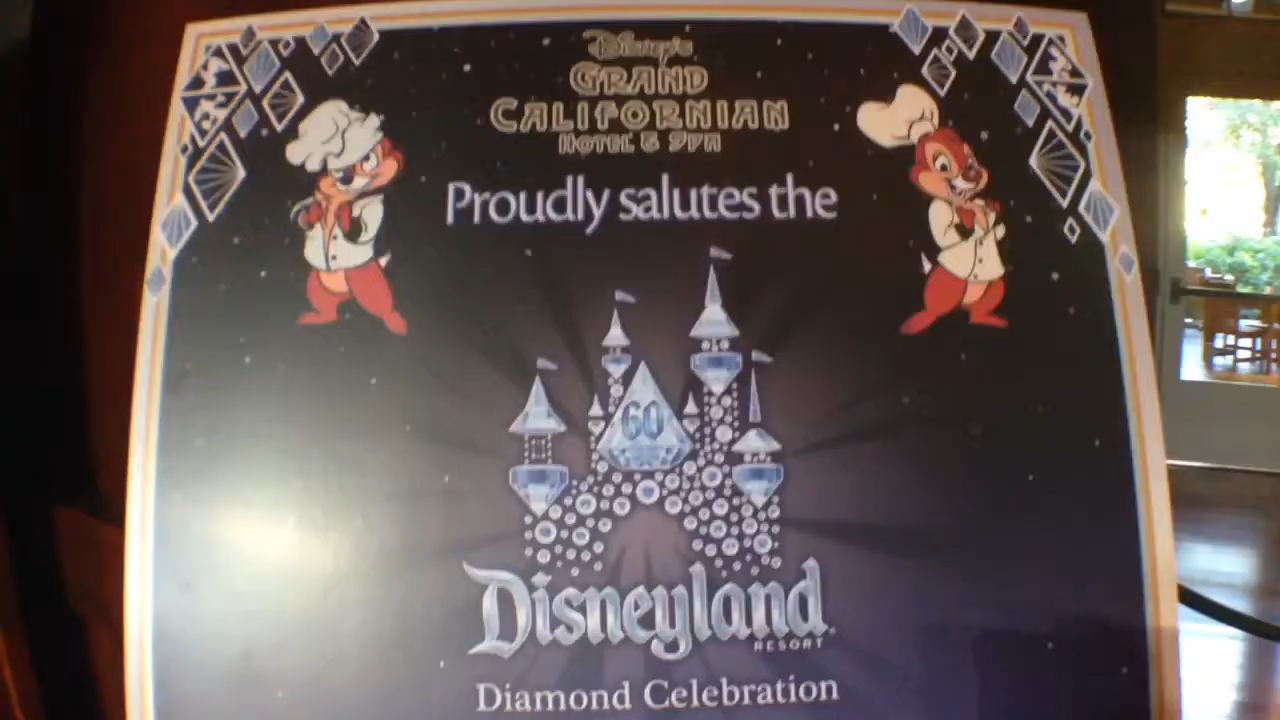 Disney's
GRAND
CALIFORNIAN
HOTEL & SPA
Proudly salutes the
60
Disneyland
RESORT
Diamond Celebration